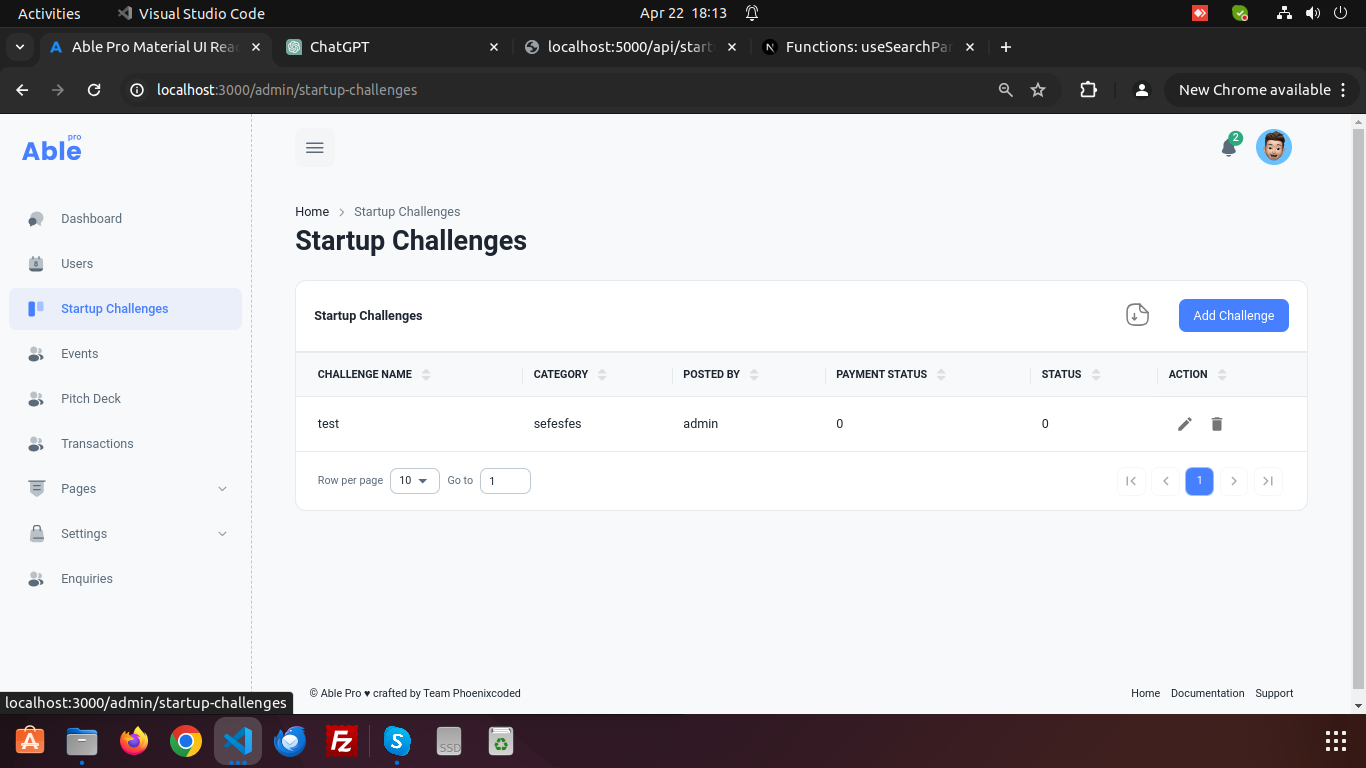 Activities Visual Studio Code Apr 22 18:13
Able Pro Material UI Rea ChatGPT localhost:5000/api/start Functions: useSearchPar
localhost:3000/admin/startup-challenges New Chrome available
Able pro
2
Dashboard
Users
Startup Challenges
Events
Pitch Deck
Transactions
Pages
Settings
Enquiries
Home Startup Challenges
Startup Challenges
Startup Challenges Add Challenge
CHALLENGE NAME CATEGORY POSTED BY PAYMENT STATUS STATUS ACTION
test sefesfes admin 0 0
Row per page 10 Go to 1 1
© Able Pro ♥ crafted by Team Phoenixcoded Home Documentation Support
localhost:3000/admin/startup-challenges
A Fz S SSD